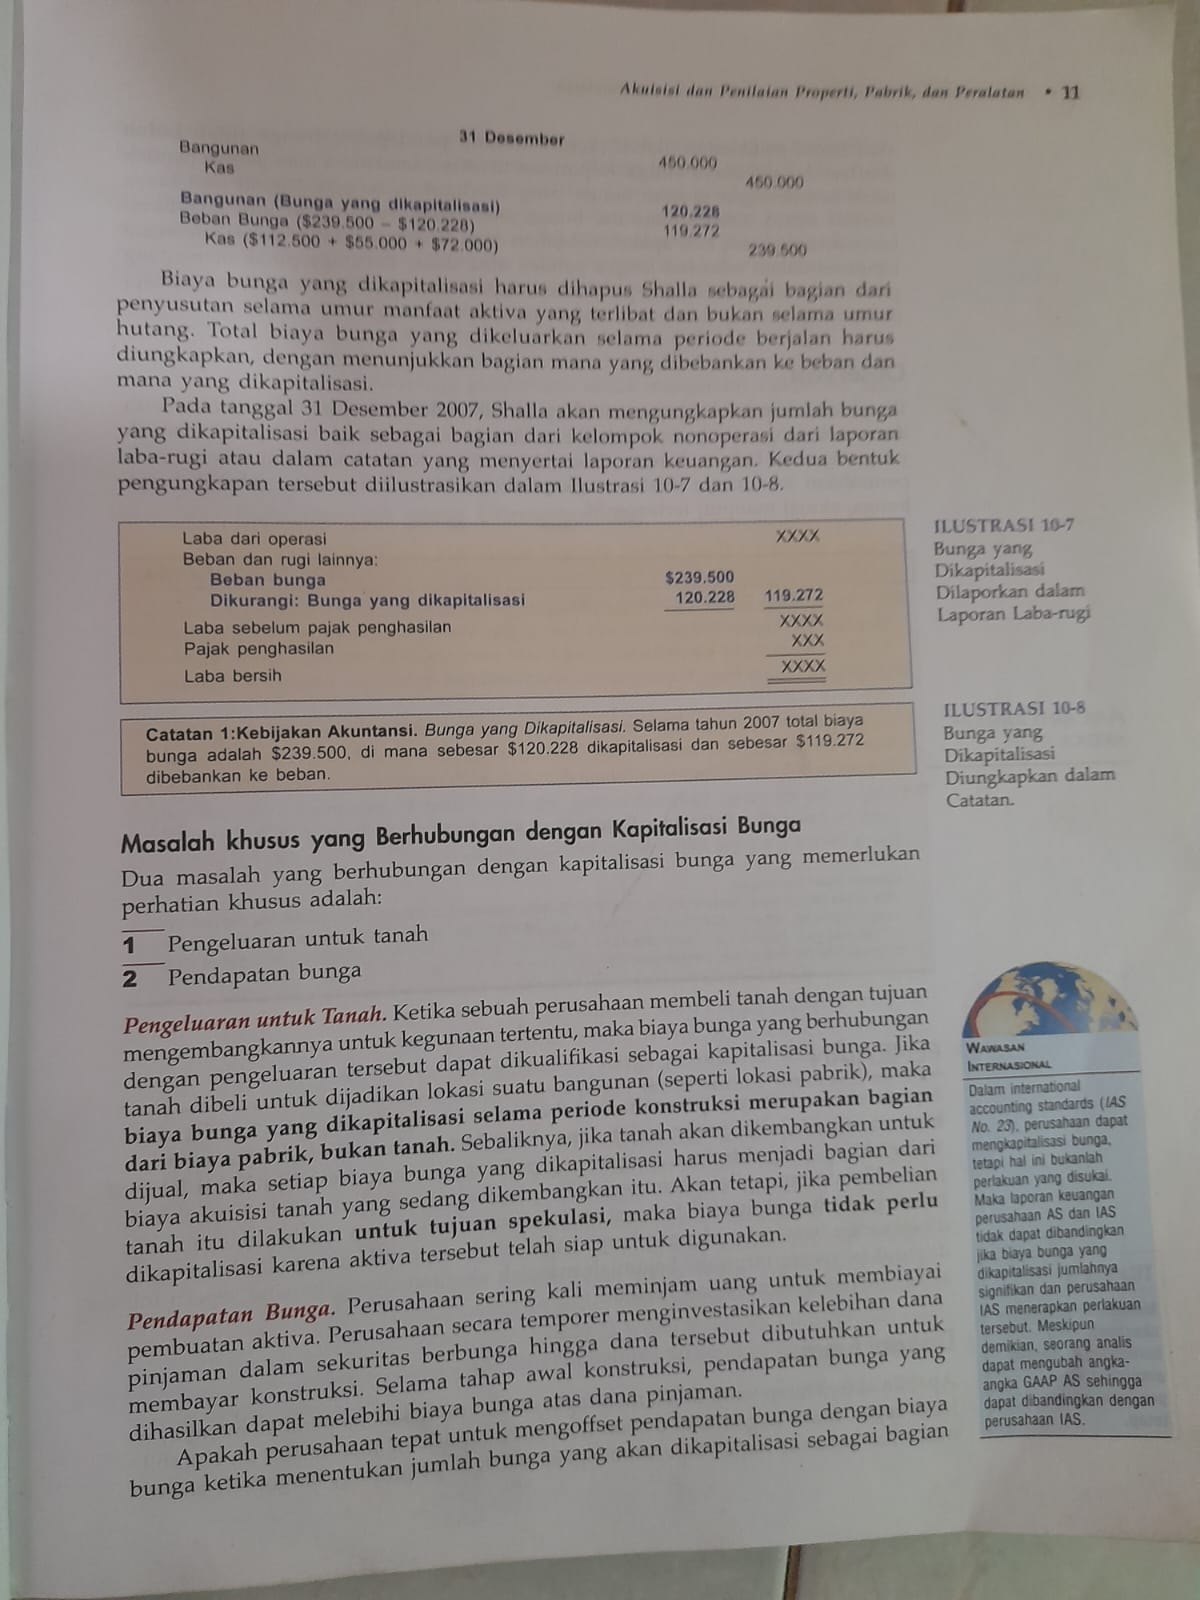 Akuisisi dan Penilaian Properti, Pabrik, dan Peralatan • 11
31 Desember
Bangunan 450.000
Kas 450.000
Bangunan (Bunga yang dikapitalisasi) 120.228
Beban Bunga ($239.500 – $120.228) 119.272
Kas ($112.500 + $55.000 + $72.000) 239.500
Biaya bunga yang dikapitalisasi harus dihapus Shalla sebagai bagian dari
penyusutan selama umur manfaat aktiva yang terlibat dan bukan selama umur
hutang. Total biaya bunga yang dikeluarkan selama periode berjalan harus
diungkapkan, dengan menunjukkan bagian mana yang dibebankan ke beban dan
mana yang dikapitalisasi.
Pada tanggal 31 Desember 2007, Shalla akan mengungkapkan jumlah bunga
yang dikapitalisasi baik sebagai bagian dari kelompok nonoperasi dari laporan
laba-rugi atau dalam catatan yang menyertai laporan keuangan. Kedua bentuk
pengungkapan tersebut diilustrasikan dalam Ilustrasi 10-7 dan 10-8.
Laba dari operasi XXXX
Beban dan rugi lainnya:
Beban bunga $239.500
Dikurangi: Bunga yang dikapitalisasi 120.228 119.272
Laba sebelum pajak penghasilan XXXX
Pajak penghasilan XXX
Laba bersih XXXX
ILUSTRASI 10-7
Bunga yang
Dikapitalisasi
Dilaporkan dalam
Laporan Laba-rugi
Catatan 1:Kebijakan Akuntansi. Bunga yang Dikapitalisasi. Selama tahun 2007 total biaya
bunga adalah $239.500, di mana sebesar $120.228 dikapitalisasi dan sebesar $119.272
dibebankan ke beban.
ILUSTRASI 10-8
Bunga yang
Dikapitalisasi
Diungkapkan dalam
Catatan.
Masalah khusus yang Berhubungan dengan Kapitalisasi Bunga
Dua masalah yang berhubungan dengan kapitalisasi bunga yang memerlukan
perhatian khusus adalah:
1 Pengeluaran untuk tanah
2 Pendapatan bunga
Pengeluaran untuk Tanah. Ketika sebuah perusahaan membeli tanah dengan tujuan
mengembangkannya untuk kegunaan tertentu, maka biaya bunga yang berhubungan
dengan pengeluaran tersebut dapat dikualifikasi sebagai kapitalisasi bunga. Jika
tanah dibeli untuk dijadikan lokasi suatu bangunan (seperti lokasi pabrik), maka
biaya bunga yang dikapitalisasi selama periode konstruksi merupakan bagian
dari biaya pabrik, bukan tanah. Sebaliknya, jika tanah akan dikembangkan untuk
dijual, maka setiap biaya bunga yang dikapitalisasi harus menjadi bagian dari
biaya akuisisi tanah yang sedang dikembangkan itu. Akan tetapi, jika pembelian
tanah itu dilakukan untuk tujuan spekulasi, maka biaya bunga tidak perlu
dikapitalisasi karena aktiva tersebut telah siap untuk digunakan.
Pendapatan Bunga. Perusahaan sering kali meminjam uang untuk membiayai
pembuatan aktiva. Perusahaan secara temporer menginvestasikan kelebihan dana
pinjaman dalam sekuritas berbunga hingga dana tersebut dibutuhkan untuk
membayar konstruksi. Selama tahap awal konstruksi, pendapatan bunga yang
dihasilkan dapat melebihi biaya bunga atas dana pinjaman.
Apakah perusahaan tepat untuk mengoffset pendapatan bunga dengan biaya
bunga ketika menentukan jumlah bunga yang akan dikapitalisasi sebagai bagian
WAWASAN
INTERNASIONAL
Dalam international
accounting standards (IAS
No. 23), perusahaan dapat
mengkapitalisasi bunga,
tetapi hal ini bukanlah
perlakuan yang disukai.
Maka laporan keuangan
perusahaan AS dan IAS
tidak dapat dibandingkan
jika biaya bunga yang
dikapitalisasi jumlahnya
signifikan dan perusahaan
IAS menerapkan perlakuan
tersebut. Meskipun
demikian, seorang analis
dapat mengubah angka-
angka GAAP AS sehingga
dapat dibandingkan dengan
perusahaan IAS.